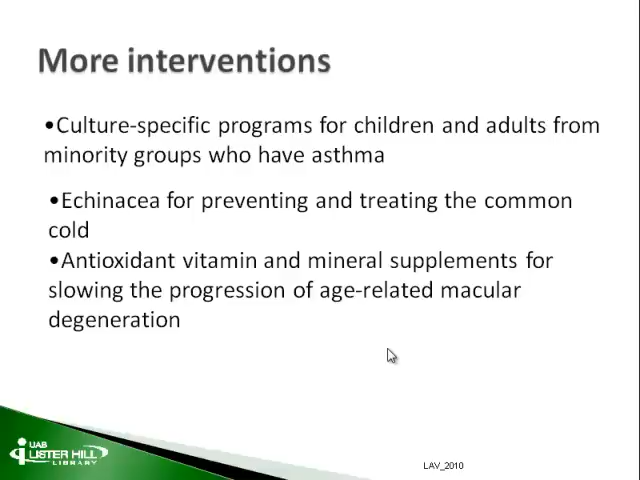 More interventions
•Culture-specific programs for children and adults from
minority groups who have asthma
•Echinacea for preventing and treating the common
cold
•Antioxidant vitamin and mineral supplements for
slowing the progression of age-related macular
degeneration
UAB
LISTER HILL
LIBRARY
LAV_2010